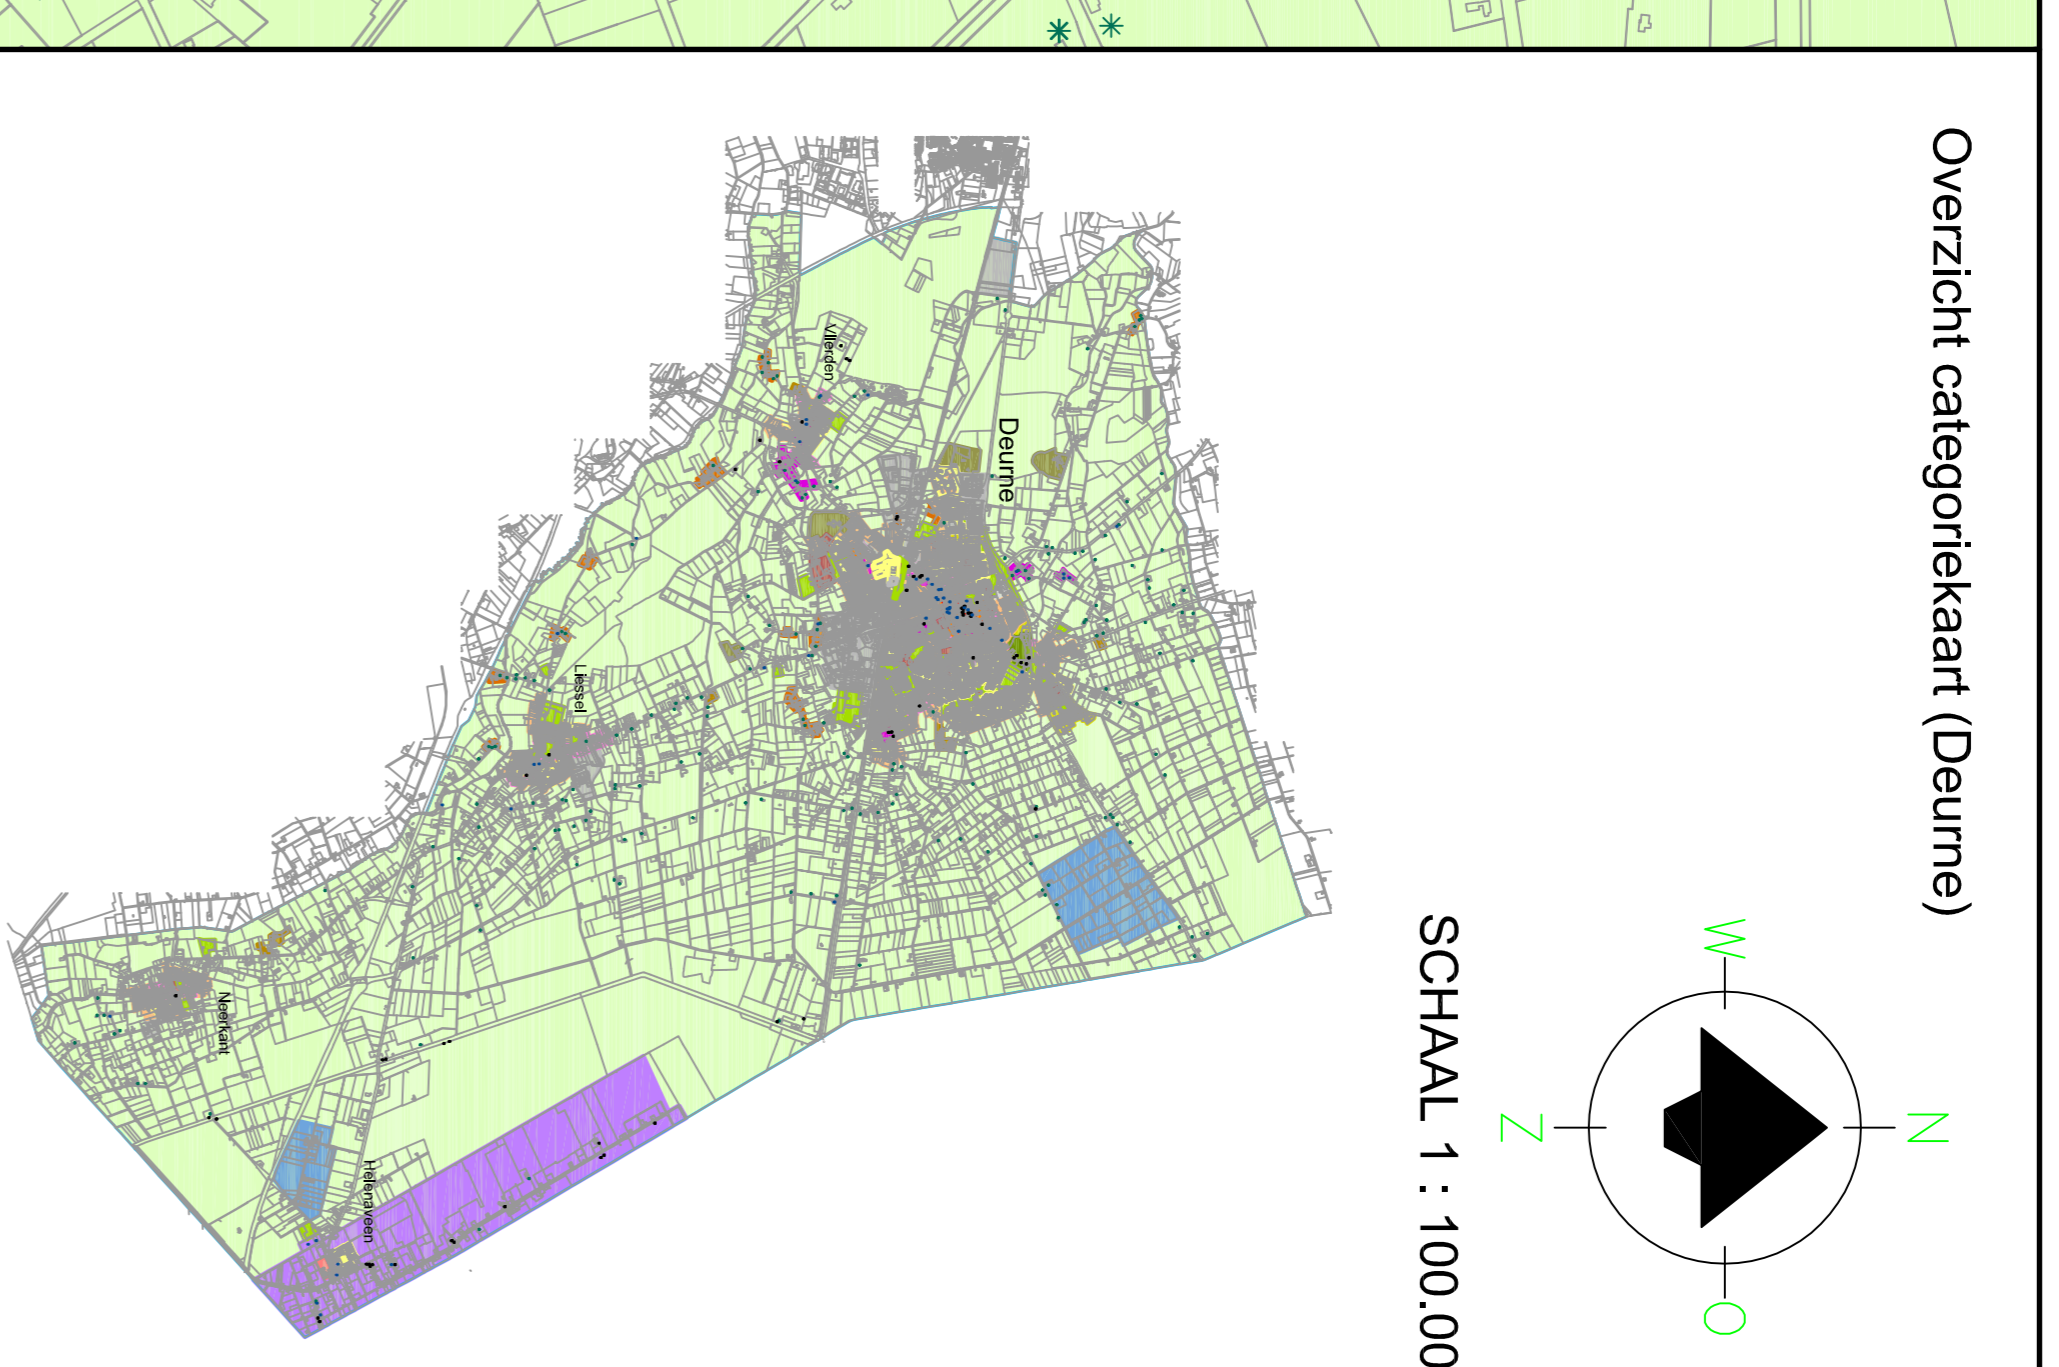 Overzicht categoriekaart (Deurne)
N
W
O
Z
SCHAAL 1 : 100.00
Deurne
Vlierden
Liessel
Neerkant
Helenaveen